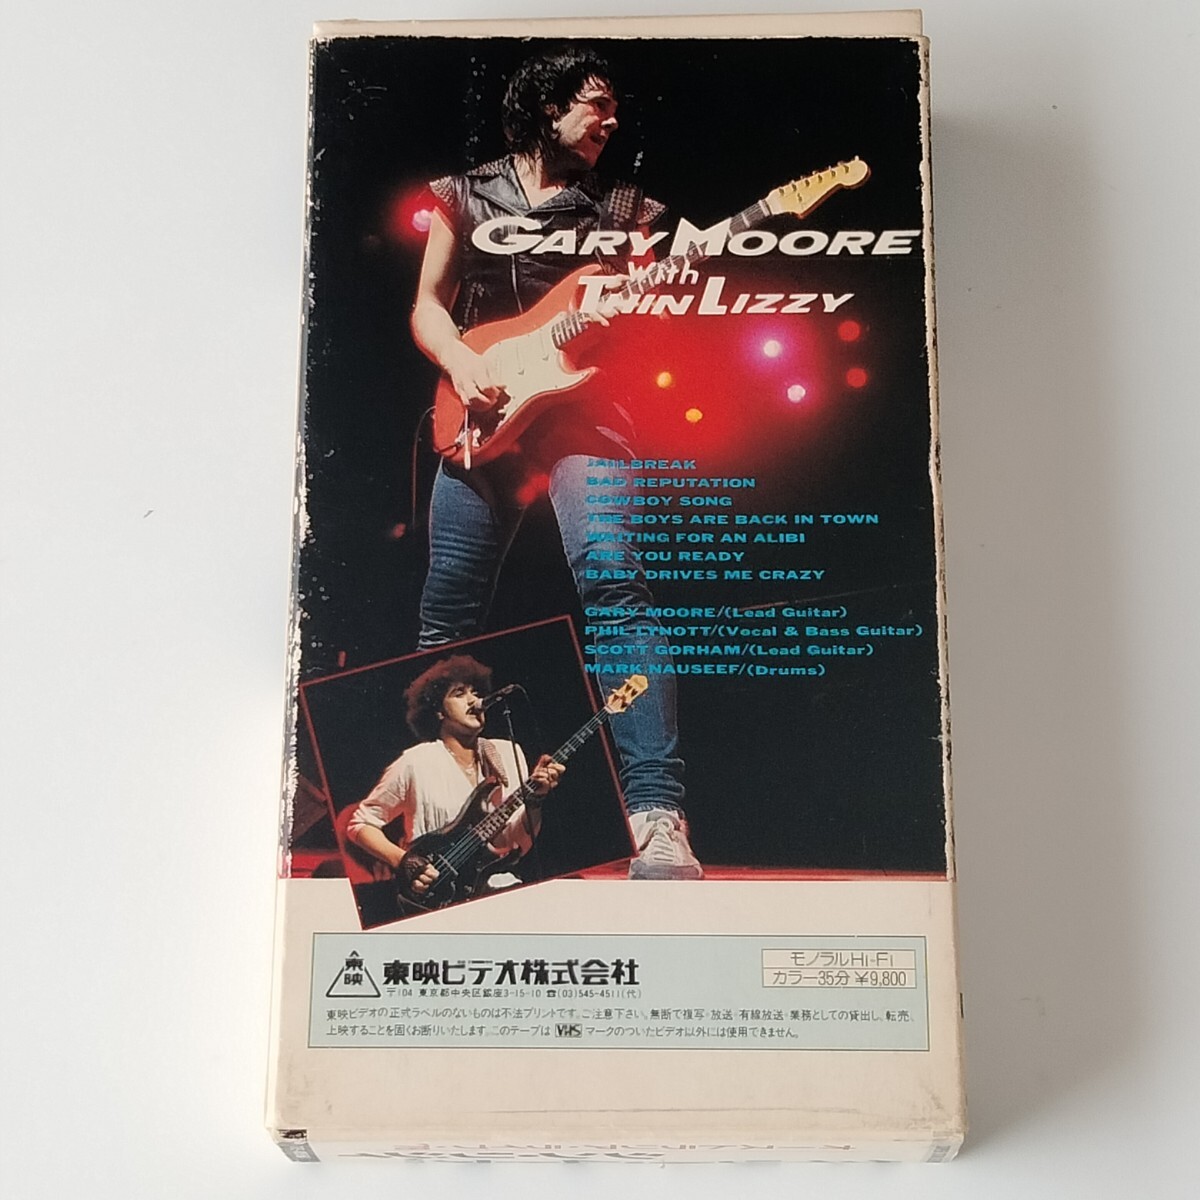 GARY MOORE
with
THIN LIZZY
JAILBREAK
BAD REPUTATION
COWBOY SONG
THE BOYS ARE BACK IN TOWN
WAITING FOR AN ALIBI
ARE YOU READY
BABY DRIVES ME CRAZY
GARY MOORE/(Lead Guitar)
PHIL LYNOTT/(Vocal & Bass Guitar)
SCOTT GORHAM/(Lead Guitar)
MARK NAUSEEF/(Drums)
東映
東映ビデオ株式会社
〒104 東京都中央区銀座3-15-10 ☎(03)545-4511(代)
モノラルHi-Fi
カラー35分 ¥9,800
東映ビデオの正式ラベルのないものは不法プリントです。ご注意下さい。無断で複写・放送・有線放送・業務としての貸出し、転売、
上映することを固くお断りいたします。このテープは VHS マークのついたビデオ以外には使用できません。